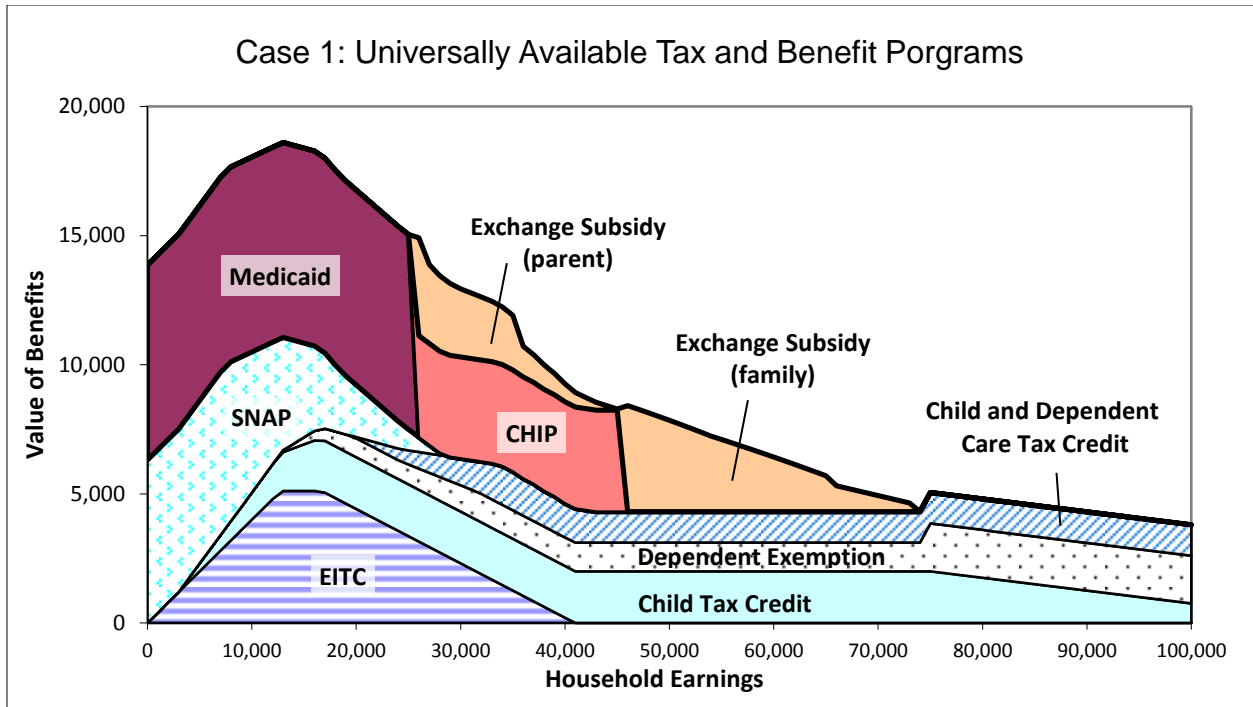 Case 1: Universally Available Tax and Benefit Porgrams
20,000
15,000
10,000
5,000
0
Value of Benefits
Medicaid
SNAP
EITC
Exchange Subsidy
(parent)
CHIP
Exchange Subsidy
(family)
Child and Dependent
Care Tax Credit
Dependent Exemption
Child Tax Credit
0
10,000
20,000
30,000
40,000
50,000
60,000
70,000
80,000
90,000
100,000
Household Earnings